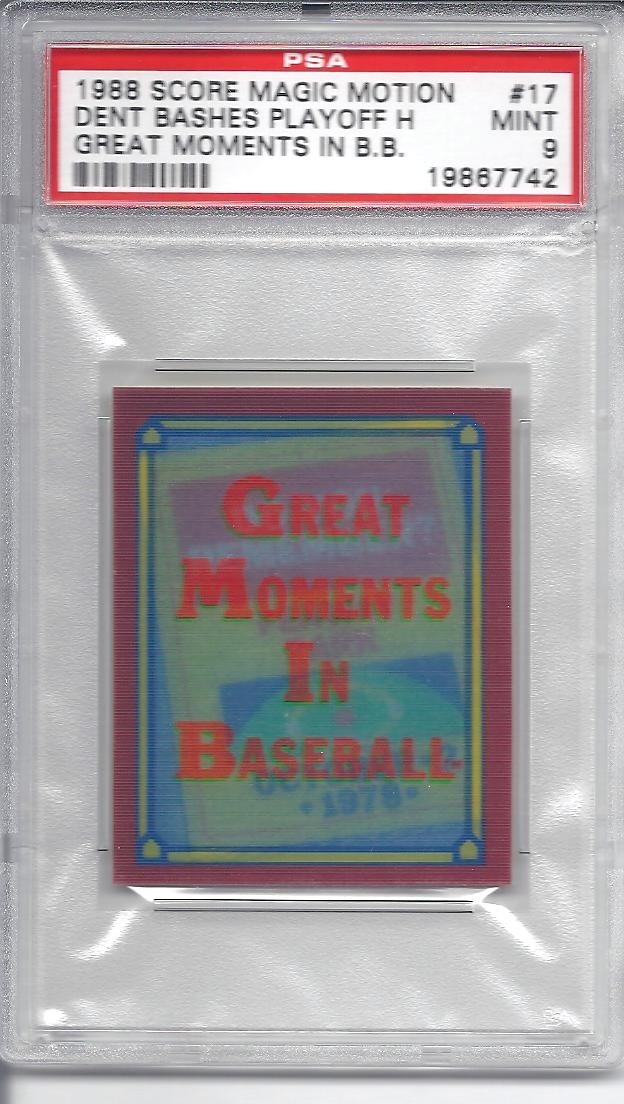 PSA
1988 SCORE MAGIC MOTION #17
DENT BASHES PLAYOFF H MINT
GREAT MOMENTS IN B.B. 9
19867742
GREAT
MOMENTS
IN
BASEBALL
•1978•